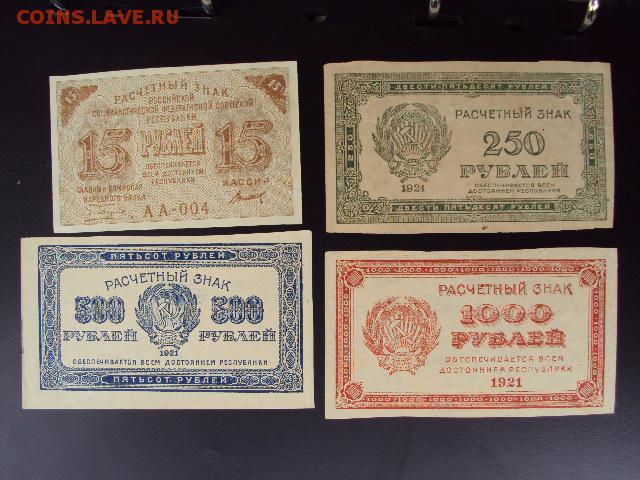 COINS.LAVE.RU
15
15
РАСЧЕТНЫЙ ЗНАК
РОССИЙСКОЙ
СОЦИАЛИСТИЧЕСКОЙ ФЕДЕРАТИВНОЙ СОВЕТСКОЙ
РЕСПУБЛИКИ
15 РУБЛЕЙ 15
ОБЕСПЕЧИВАЕТСЯ
ВСЕМ ДОСТОЯНИЕМ
РЕСПУБЛИКИ
ГЛАВНЫЙ КОМИССАР
НАРОДНОГО БАНКА
КАССИР
АА-004
ДВЕСТИ ПЯТЬДЕСЯТ РУБЛЕЙ
250
РАСЧЕТНЫЙ ЗНАК
250
РУБЛЕЙ
ОБЕСПЕЧИВАЕТСЯ ВСЕМ
ДОСТОЯНИЕМ РЕСПУБЛИКИ
1921
ДВЕСТИ ПЯТЬДЕСЯТ РУБЛЕЙ
ПЯТЬСОТ РУБЛЕЙ
РАСЧЕТНЫЙ ЗНАК
500 500
РУБЛЕЙ РУБЛЕЙ
1921
ОБЕСПЕЧИВАЕТСЯ ВСЕМ ДОСТОЯНИЕМ РЕСПУБЛИКИ
ПЯТЬСОТ РУБЛЕЙ
РАСЧЕТНЫЙ ЗНАК
1000
РУБЛЕЙ
ОБЕСПЕЧИВАЕТСЯ ВСЕМ
ДОСТОЯНИЕМ РЕСПУБЛИКИ
1921